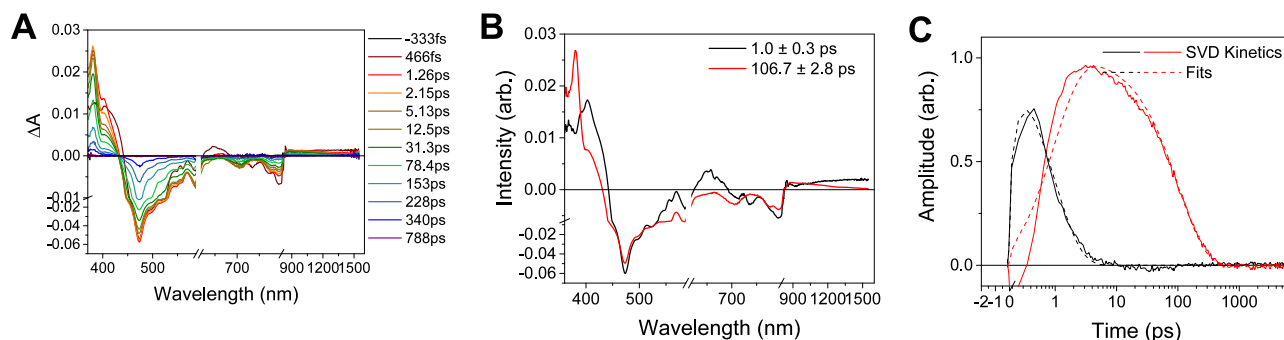 A
0.03
0.02
0.01
0.00
-0.01
-0.02
-0.04
-0.06
ΔA
400
500
700
900
1200
1500
Wavelength (nm)
-333fs
466fs
1.26ps
2.15ps
5.13ps
12.5ps
31.3ps
78.4ps
153ps
228ps
340ps
788ps
B
0.03
0.02
0.01
0.00
-0.01
-0.02
-0.04
-0.06
Intensity (arb.)
400
500
700
900
1200
1500
Wavelength (nm)
1.0 ± 0.3 ps
106.7 ± 2.8 ps
C
1.0
0.5
0.0
Amplitude (arb.)
-2
-1
0
0
1
10
100
1000
Time (ps)
SVD Kinetics
Fits